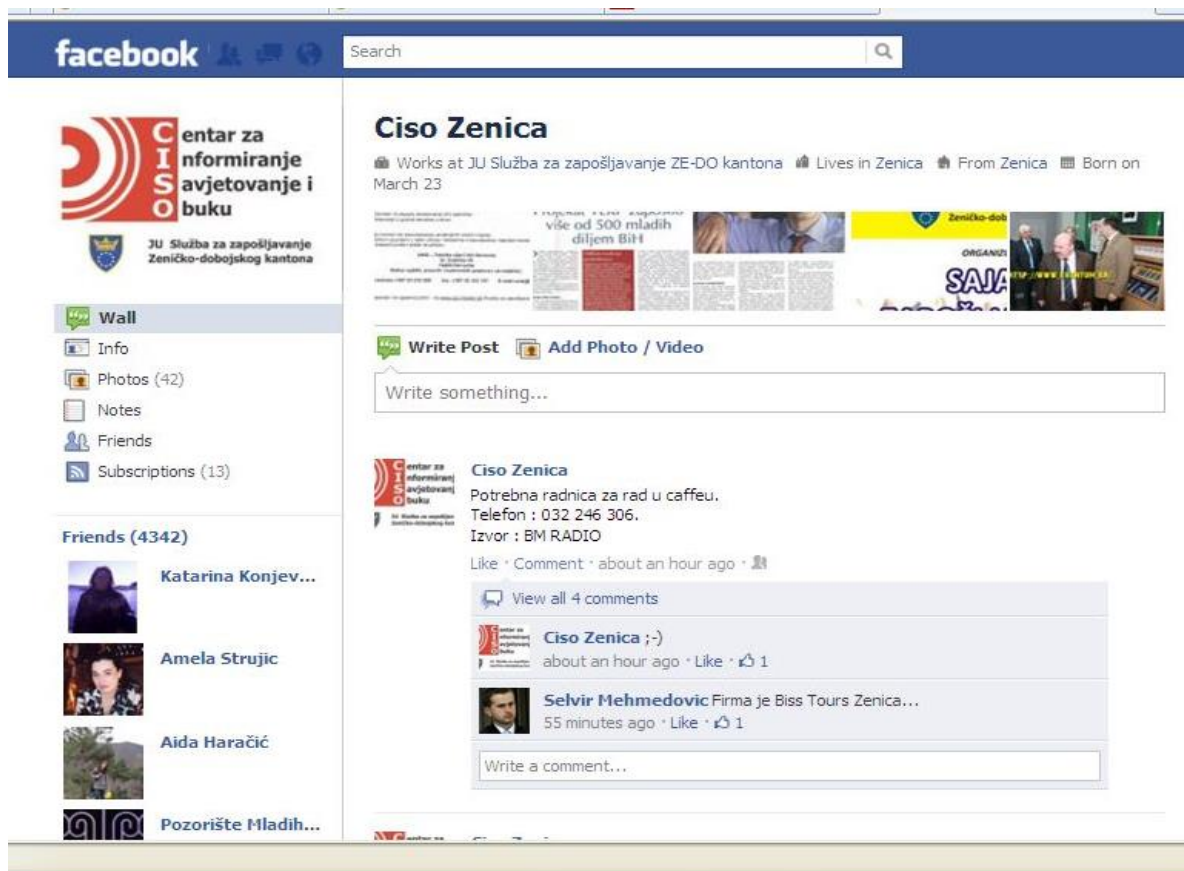 facebook
Search
Centar za
Informiranje
Savjetovanje i
Obuku
JU Služba za zapošljavanje
Zeničko-dobojskog kantona
Wall
Info
Photos (42)
Notes
Friends
Subscriptions (13)
Friends (4342)
Katarina Konjev...
Amela Strujic
Aida Haračić
Pozorište Mladih...
Ciso Zenica
Works at JU Služba za zapošljavanje ZE-DO kantona Lives in Zenica From Zenica Born on
March 23
više od 500 mladih
diljem BiH
Zeničko-dob
ORGANIZ
SAJA
Write Post Add Photo / Video
Write something...
Centar za
Informiranj
Savjetovanj
Obuku
Ciso Zenica
Potrebna radnica za rad u caffeu.
Telefon : 032 246 306.
Izvor : BM RADIO
Like · Comment · about an hour ago ·
View all 4 comments
Ciso Zenica ;-)
about an hour ago · Like · 1
Selvir Mehmedovic Firma je Biss Tours Zenica...
55 minutes ago · Like · 1
Write a comment...